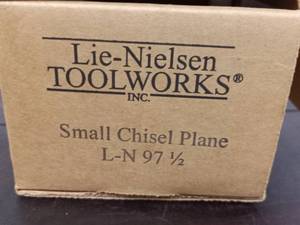 Lie-Nielsen
TOOLWORKS®
INC.
Small Chisel Plane
L-N 97 ½